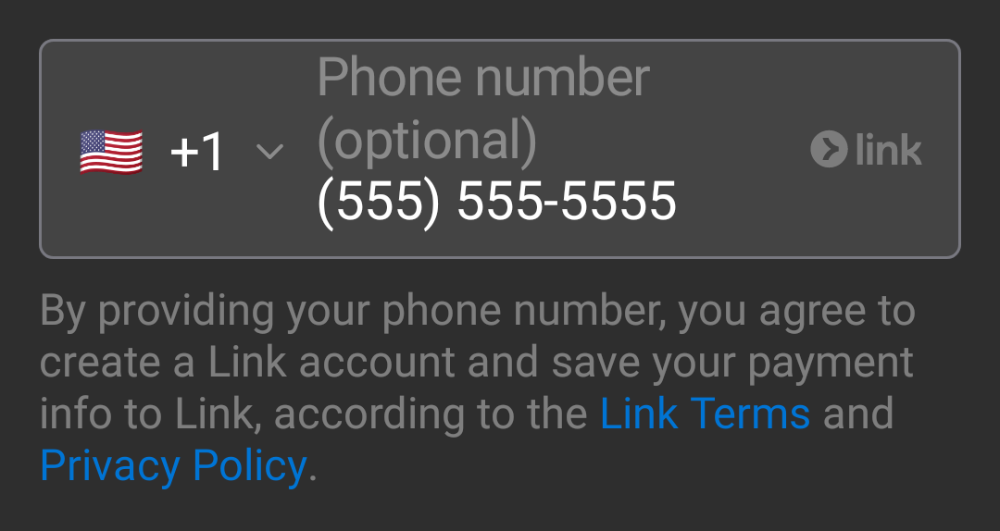 Phone number
(optional)
+1
(555) 555-5555
link
By providing your phone number, you agree to
create a Link account and save your payment
info to Link, according to the Link Terms and
Privacy Policy.